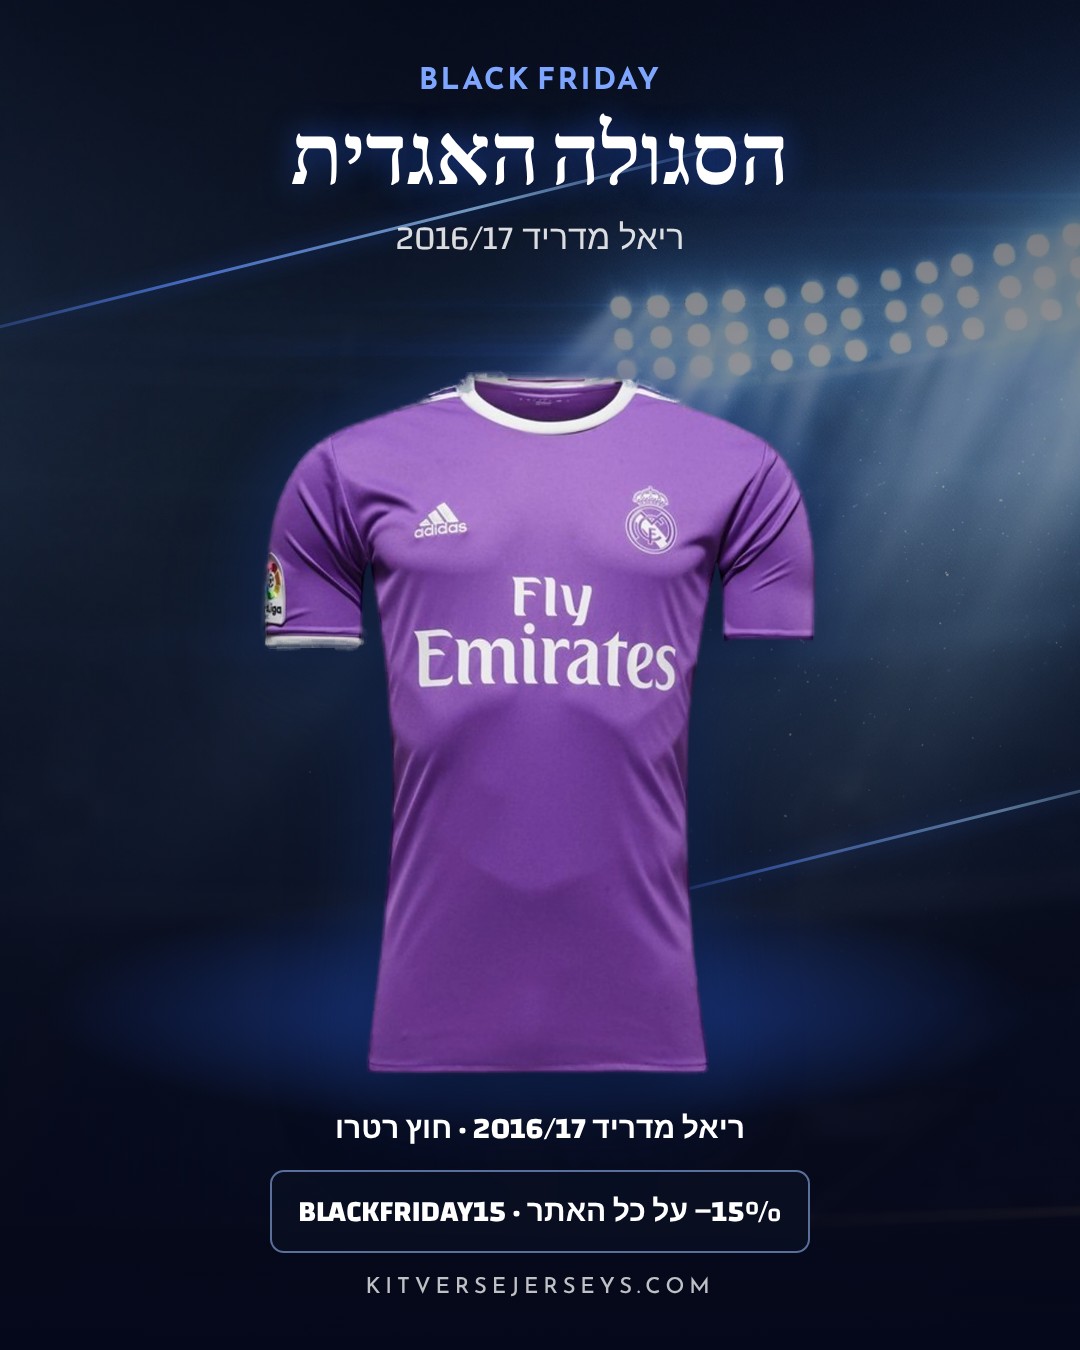 BLACK FRIDAY
הסגולה האגדית
ריאל מדריד 2016/17
adidas
Fly
Emirates
ריאל מדריד 2016/17 • חוץ רטרו
–15% על כל האתר • BLACKFRIDAY15
KITVERSEJERSEYS.COM